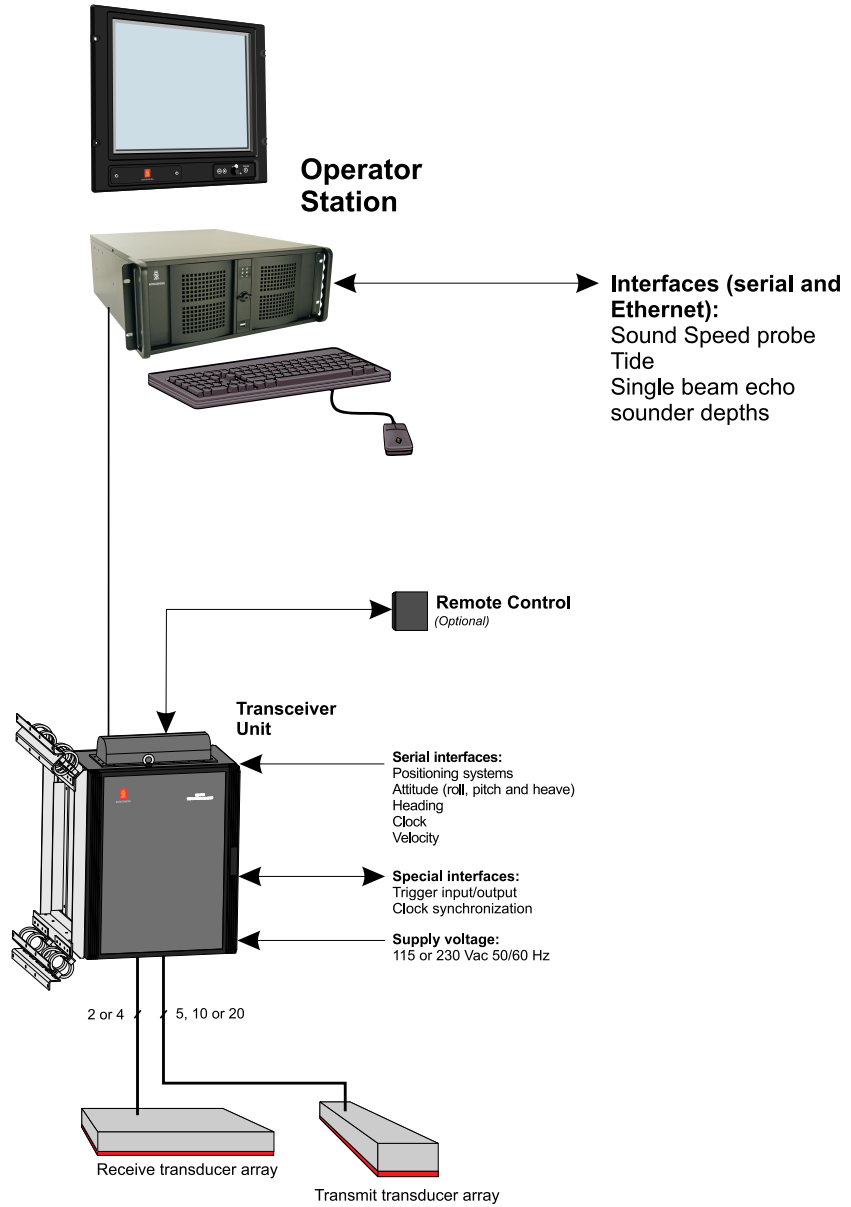 Operator
Station
Interfaces (serial and
Ethernet):
Sound Speed probe
Tide
Single beam echo
sounder depths
Remote Control
(Optional)
Transceiver
Unit
Serial interfaces:
Positioning systems
Attitude (roll, pitch and heave)
Heading
Clock
Velocity
Special interfaces:
Trigger input/output
Clock synchronization
Supply voltage:
115 or 230 Vac 50/60 Hz
2 or 4
5, 10 or 20
Receive transducer array
Transmit transducer array